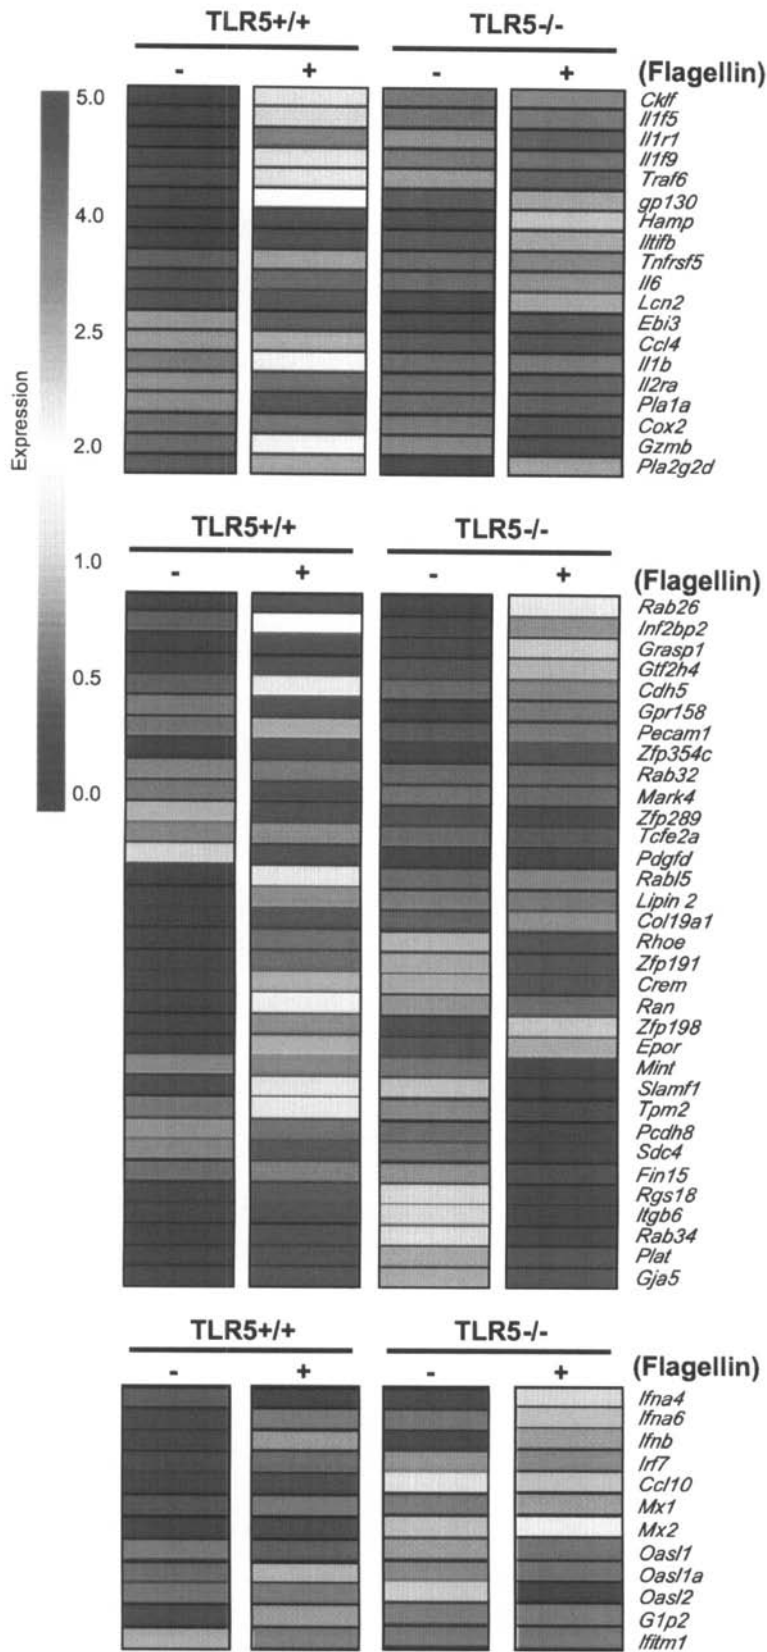 TLR5+/+ TLR5-/-
- + - + (Flagellin)
Expression
5.0
4.0
2.5
2.0
1.0
0.5
0.0
Cklf
Il1f5
Il1r1
Il1f9
Traf6
gp130
Hamp
Iltifb
Tnfrsf5
Il6
Lcn2
Ebi3
Ccl4
Il1b
Il2ra
Pla1a
Cox2
Gzmb
Pla2g2d
TLR5+/+ TLR5-/-
- + - + (Flagellin)
Rab26
Inf2bp2
Grasp1
Gtf2h4
Cdh5
Gpr158
Pecam1
Zfp354c
Rab32
Mark4
Zfp289
Tcfe2a
Pdgfd
Rabl5
Lipin 2
Col19a1
Rhoe
Zfp191
Crem
Ran
Zfp198
Epor
Mint
Slamf1
Tpm2
Pcdh8
Sdc4
Fin15
Rgs18
Itgb6
Rab34
Plat
Gja5
TLR5+/+ TLR5-/-
- + - + (Flagellin)
Ifna4
Ifna6
Ifnb
Irf7
Ccl10
Mx1
Mx2
Oasl1
Oasl1a
Oasl2
G1p2
Ifitm1